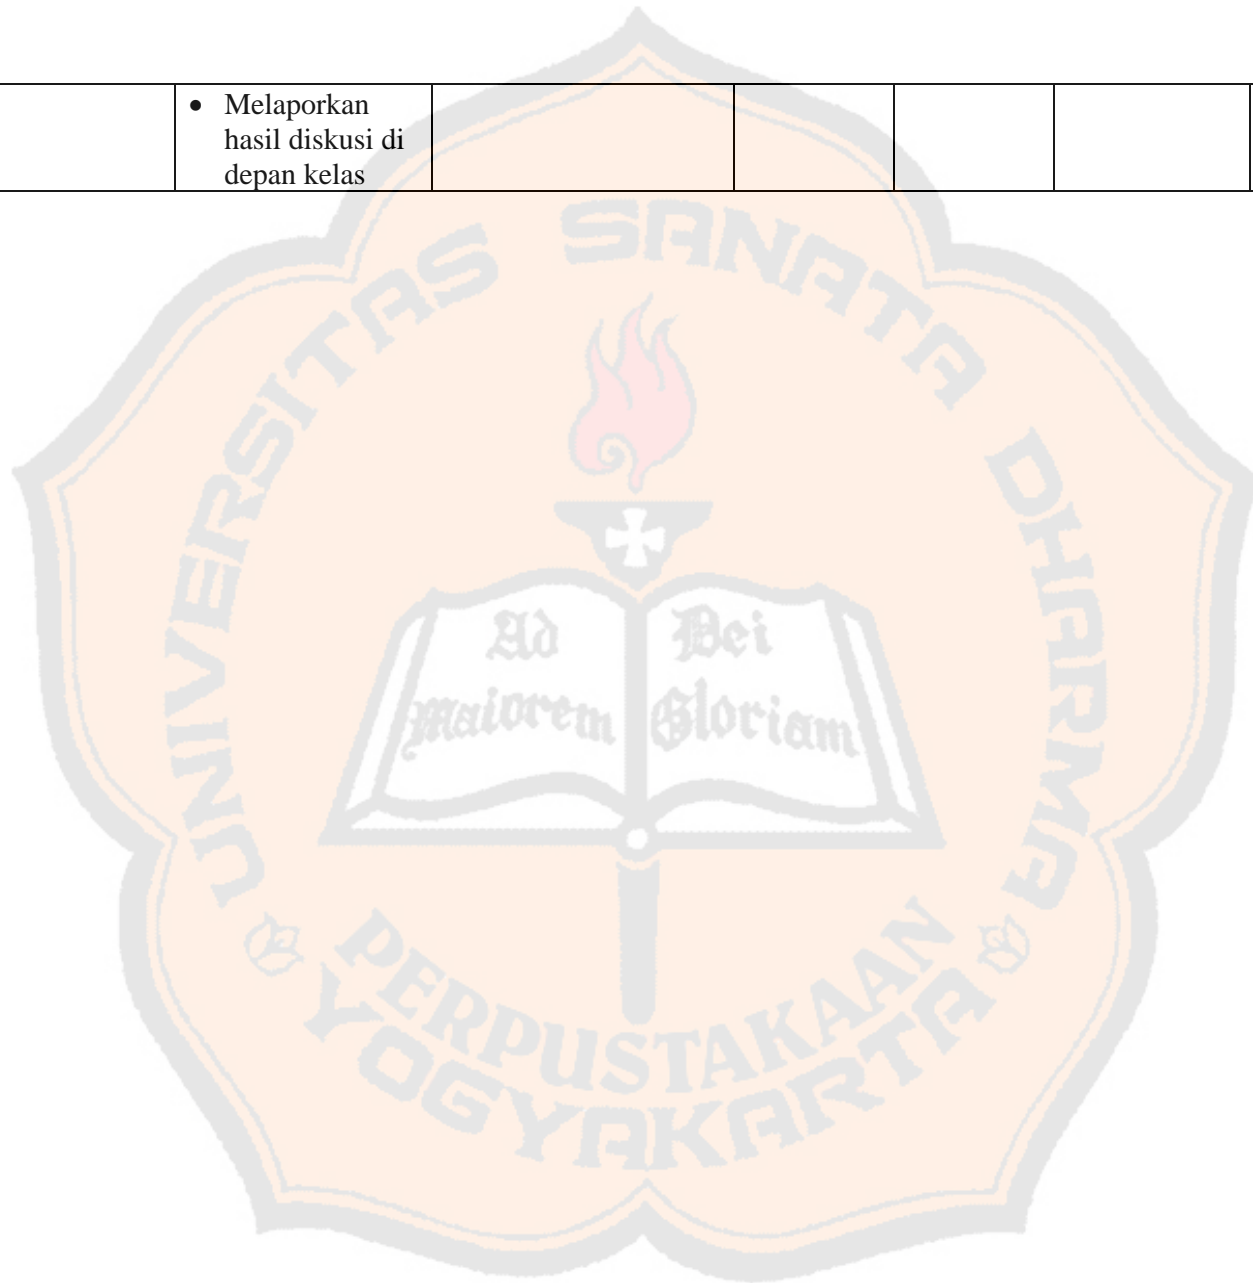 • Melaporkan
hasil diskusi di
depan kelas
UNIVERSITAS SANATA DHARMA
Ad Dei
Maiorem Gloriam
PERPUSTAKAAN
YOGYAKARTA